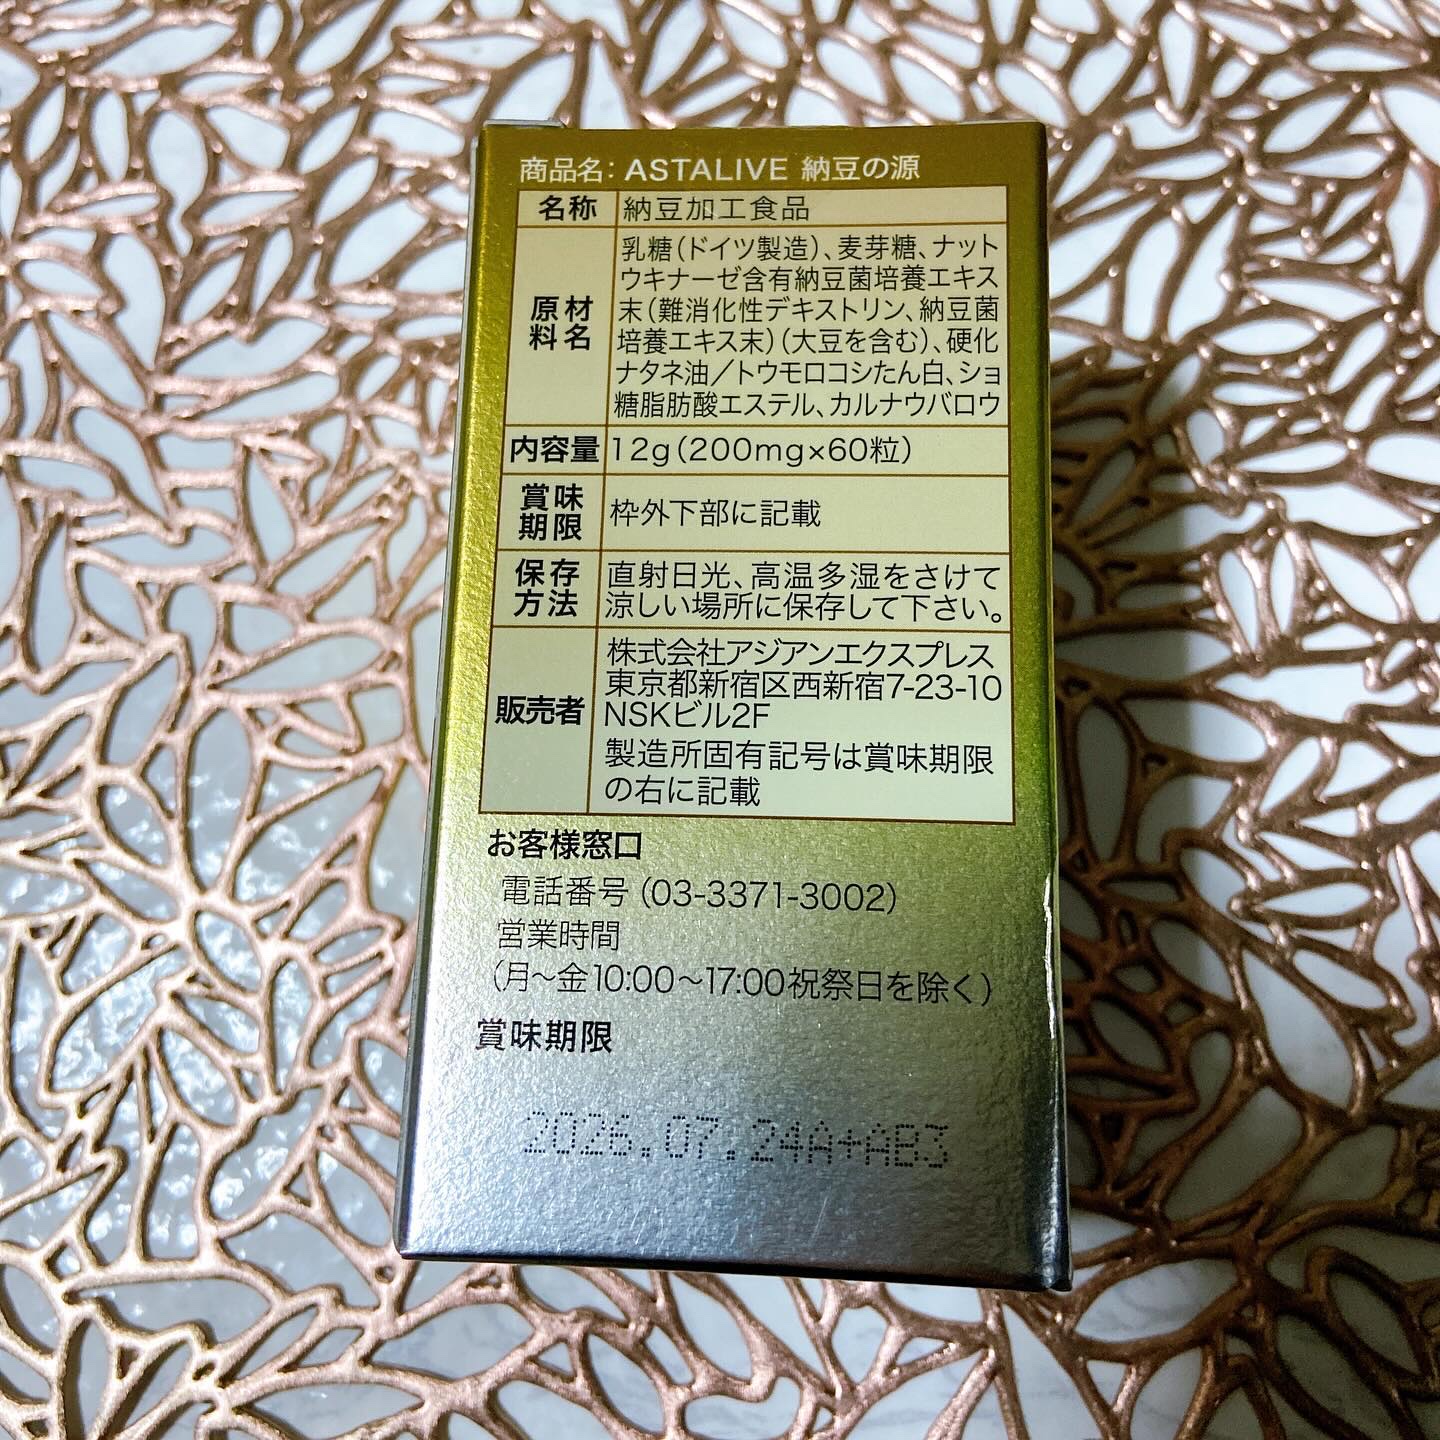 商品名: ASTALIVE 納豆の源
名称 納豆加工食品
原材料名 乳糖(ドイツ製造)、麦芽糖、ナット
ウキナーゼ含有納豆菌培養エキス
末(難消化性デキストリン、納豆菌
培養エキス末)(大豆を含む)、硬化
ナタネ油／トウモロコシたん白、ショ
糖脂肪酸エステル、カルナウバロウ
内容量 12g(200mg×60粒)
賞味期限 枠外下部に記載
保存方法 直射日光、高温多湿をさけて
涼しい場所に保存して下さい。
販売者 株式会社アジアンエクスプレス
東京都新宿区西新宿7-23-10
NSKビル2F
製造所固有記号は賞味期限
の右に記載
お客様窓口
電話番号 (03-3371-3002)
営業時間
(月〜金10:00〜17:00祝祭日を除く)
賞味期限
2026.07.24A+AB3